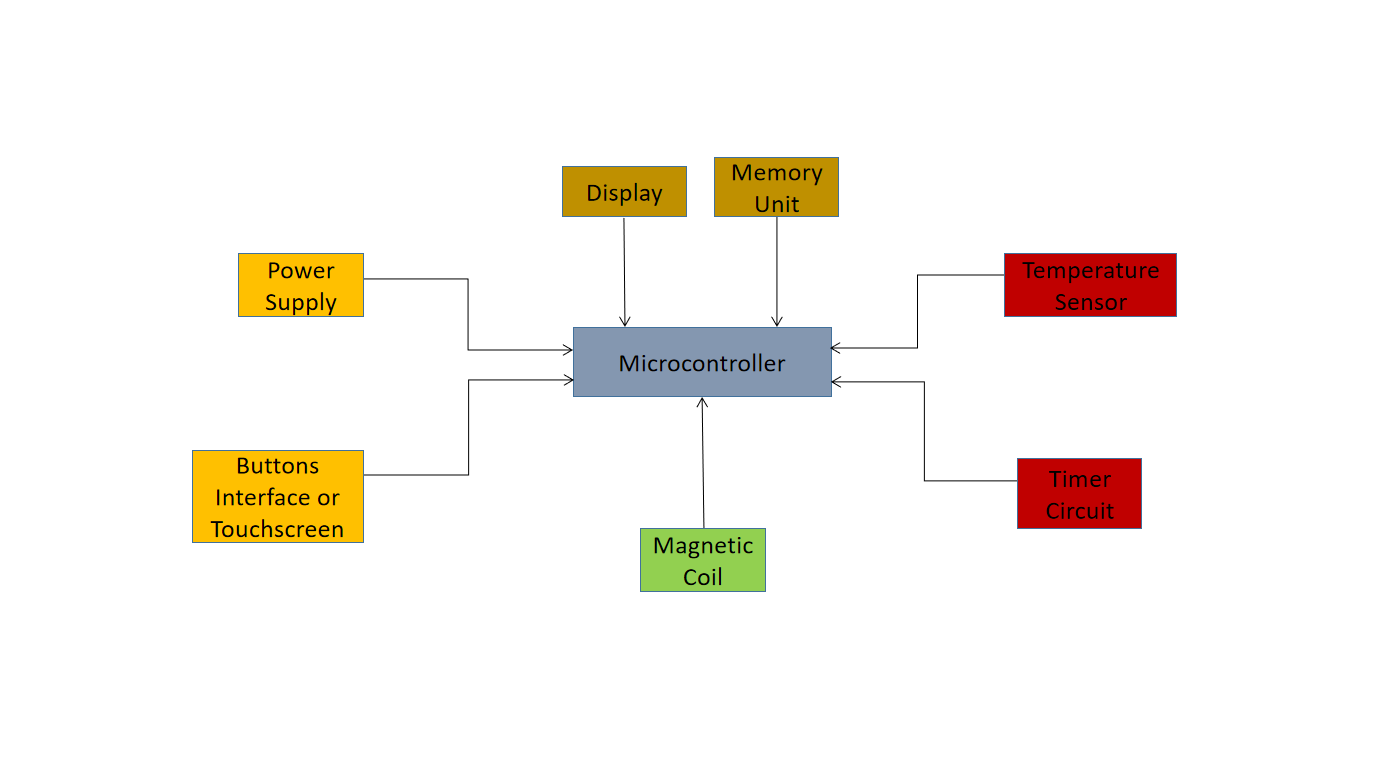 Display
Memory
Unit
Power
Supply
Temperature
Sensor
Microcontroller
Buttons
Interface or
Touchscreen
Timer
Circuit
Magnetic
Coil